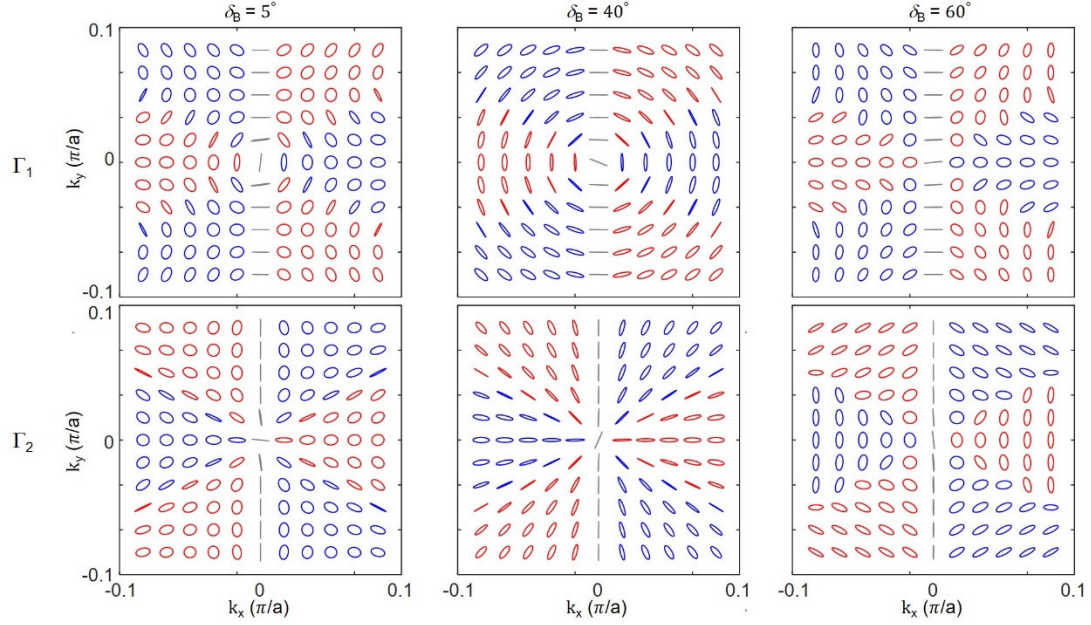 δB = 5° δB = 40° δB = 60°
0.1
Γ1 ky (π/a) 0
-0.1
0.1
Γ2 ky (π/a) 0
-0.1
-0.1 0 0.1 -0.1 0 0.1 -0.1 0 0.1
kx (π/a) kx (π/a) kx (π/a)